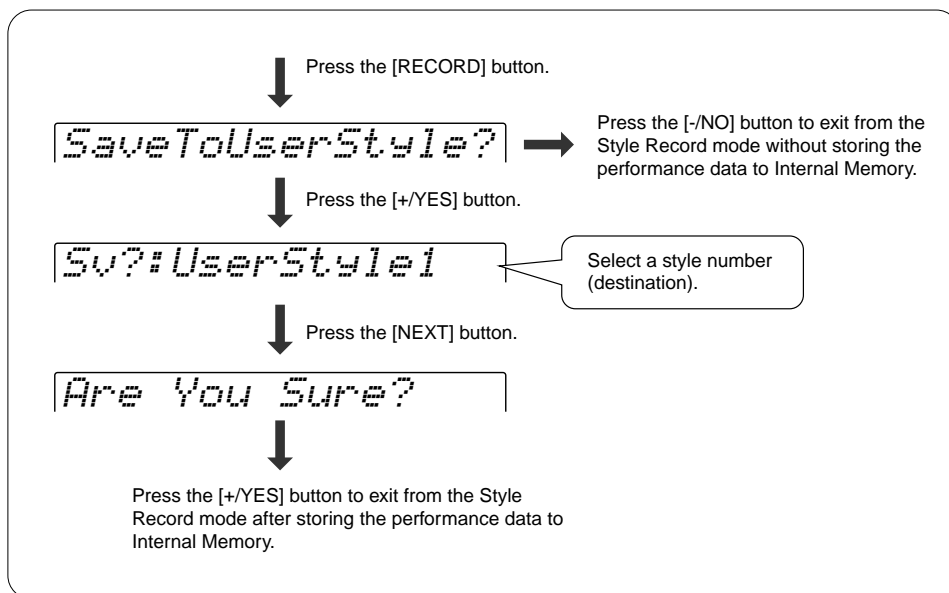 Press the [RECORD] button.
SaveToUserStyle?
Press the [-/NO] button to exit from the
Style Record mode without storing the
performance data to Internal Memory.
Press the [+/YES] button.
Sv?:UserStyle1
Select a style number
(destination).
Press the [NEXT] button.
Are You Sure?
Press the [+/YES] button to exit from the Style
Record mode after storing the performance data to
Internal Memory.